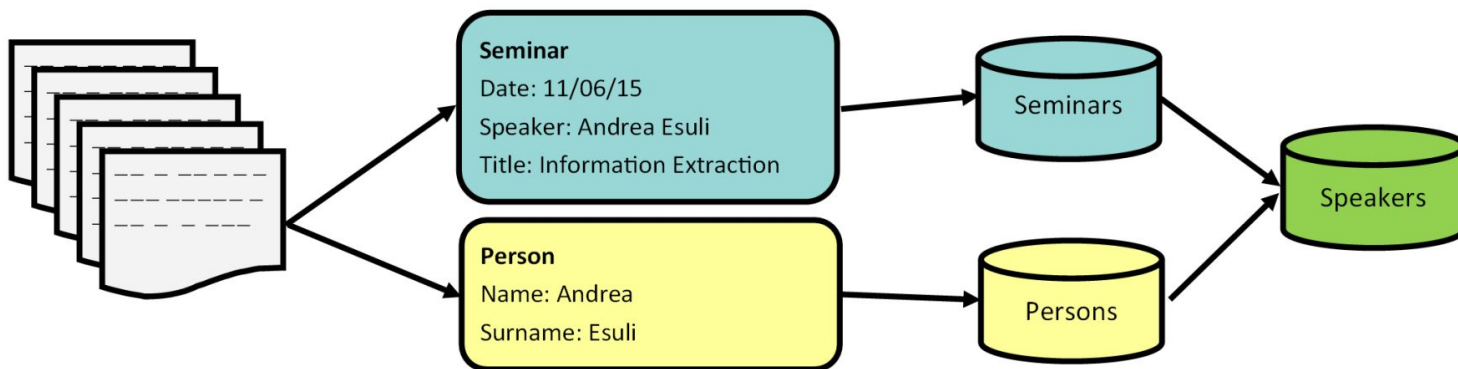 Seminar
Date: 11/06/15
Speaker: Andrea Esuli
Title: Information Extraction
Person
Name: Andrea
Surname: Esuli
Seminars
Persons
Speakers